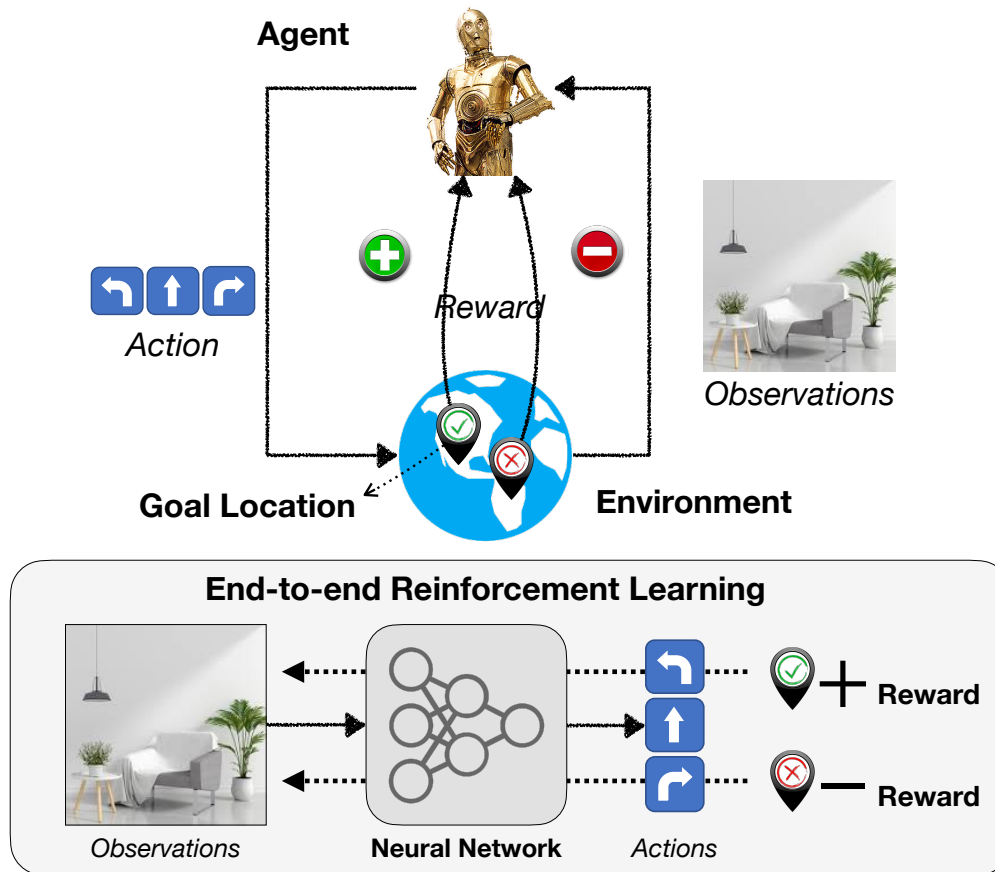 Agent
Reward
Action
Observations
Goal Location
Environment
End-to-end Reinforcement Learning
Reward
Reward
Observations
Neural Network
Actions